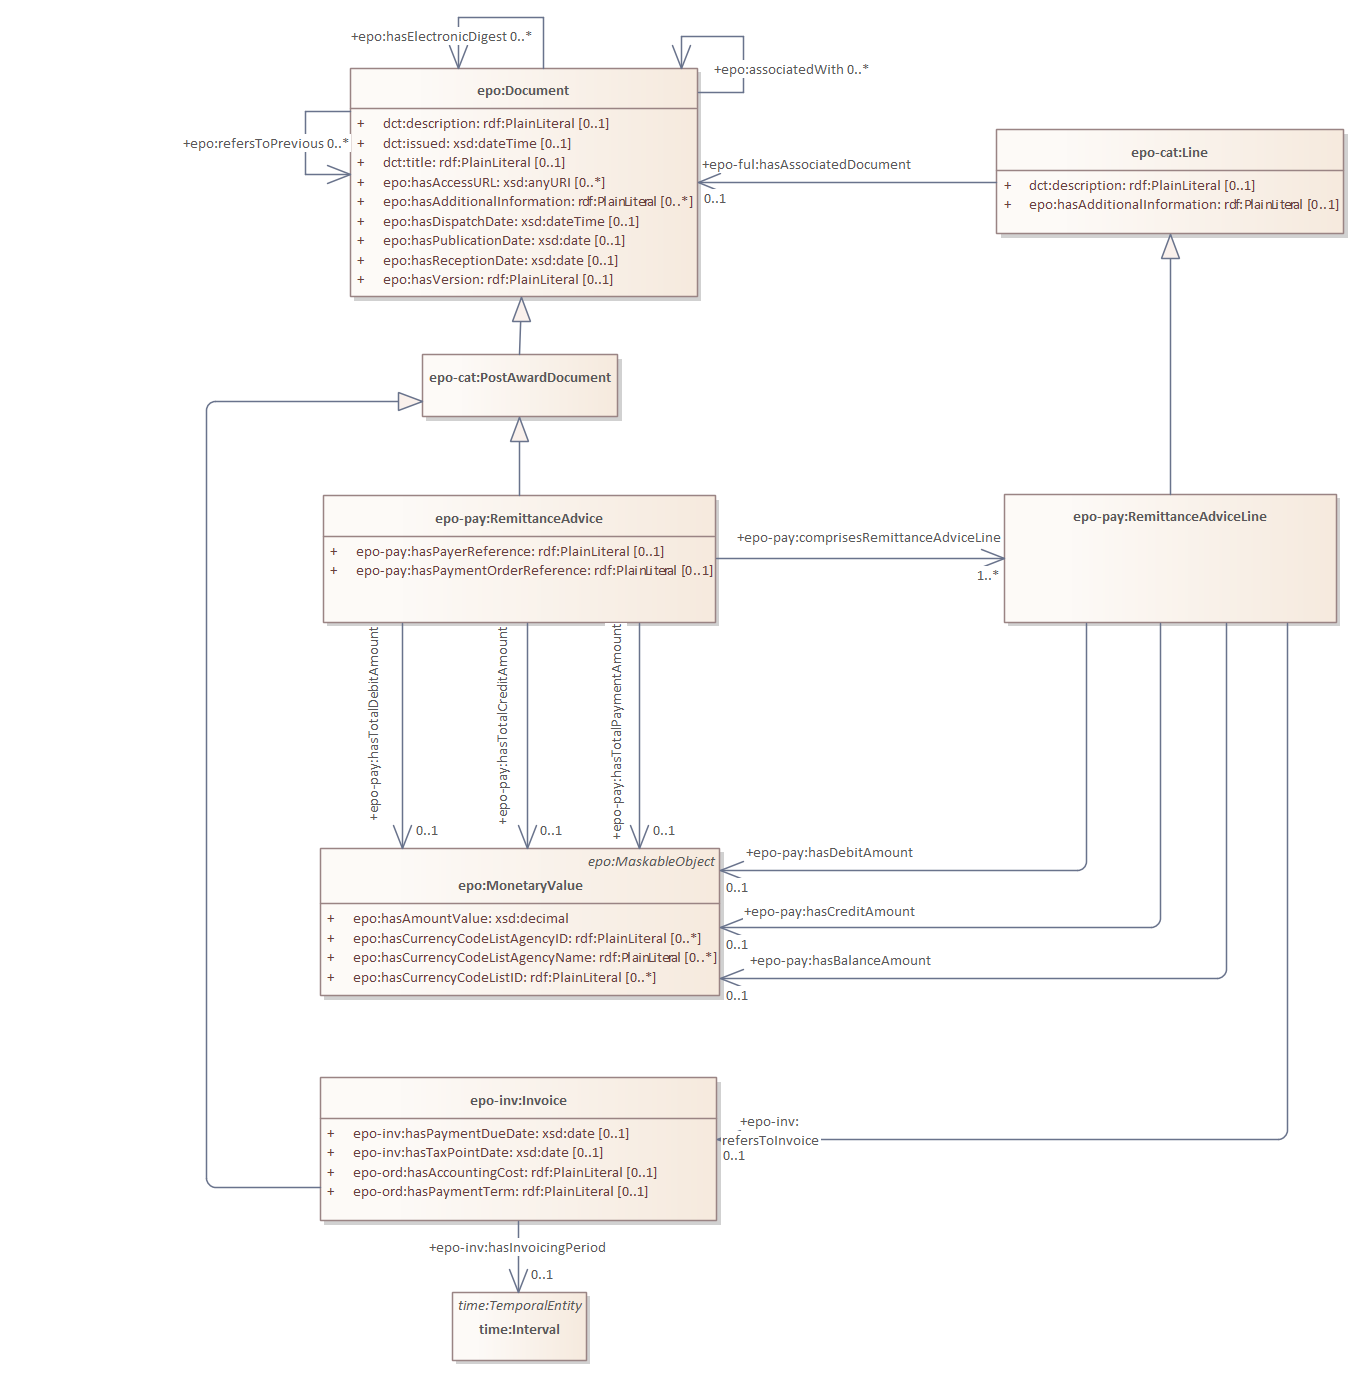 +epo:hasElectronicDigest 0..*
+epo:associatedWith 0..*
epo:Document
+ dct:description: rdf:PlainLiteral [0..1]
+ dct:issued: xsd:dateTime [0..1]
+ dct:title: rdf:PlainLiteral [0..1]
+ epo:hasAccessURL: xsd:anyURI [0..*]
+ epo:hasAdditionalInformation: rdf:PlainLiteral [0..*]
+ epo:hasDispatchDate: xsd:dateTime [0..1]
+ epo:hasPublicationDate: xsd:date [0..1]
+ epo:hasReceptionDate: xsd:date [0..1]
+ epo:hasVersion: rdf:PlainLiteral [0..1]
+epo:refersToPrevious 0..*
+epo-ful:hasAssociatedDocument
0..1
epo-cat:Line
+ dct:description: rdf:PlainLiteral [0..1]
+ epo:hasAdditionalInformation: rdf:PlainLiteral [0..1]
epo-cat:PostAwardDocument
epo-pay:RemittanceAdvice
+ epo-pay:hasPayerReference: rdf:PlainLiteral [0..1]
+ epo-pay:hasPaymentOrderReference: rdf:PlainLiteral [0..1]
+epo-pay:comprisesRemittanceAdviceLine
1..*
epo-pay:RemittanceAdviceLine
+epo-pay:hasTotalDebitAmount
0..1
+epo-pay:hasTotalCreditAmount
0..1
+epo-pay:hasTotalPaymentAmount
0..1
epo:MaskableObject
epo:MonetaryValue
+ epo:hasAmountValue: xsd:decimal
+ epo:hasCurrencyCodeListAgencyID: rdf:PlainLiteral [0..*]
+ epo:hasCurrencyCodeListAgencyName: rdf:PlainLiteral [0..*]
+ epo:hasCurrencyCodeListID: rdf:PlainLiteral [0..*]
+epo-pay:hasDebitAmount
0..1
+epo-pay:hasCreditAmount
0..1
+epo-pay:hasBalanceAmount
0..1
epo-inv:Invoice
+ epo-inv:hasPaymentDueDate: xsd:date [0..1]
+ epo-inv:hasTaxPointDate: xsd:date [0..1]
+ epo-ord:hasAccountingCost: rdf:PlainLiteral [0..1]
+ epo-ord:hasPaymentTerm: rdf:PlainLiteral [0..1]
+epo-inv:
refersToInvoice
0..1
+epo-inv:hasInvoicingPeriod
0..1
time:TemporalEntity
time:Interval